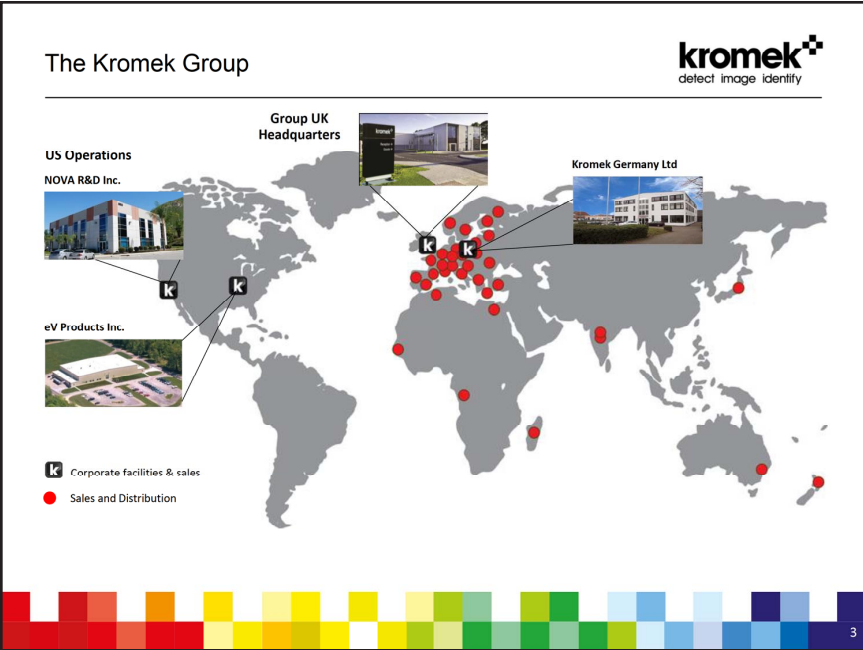 The Kromek Group
kromek
detect image identify
Group UK
Headquarters
US Operations
NOVA R&D Inc.
Kromek Germany Ltd
eV Products Inc.
k
k
k
k
k
Corporate facilities & sales
Sales and Distribution
3